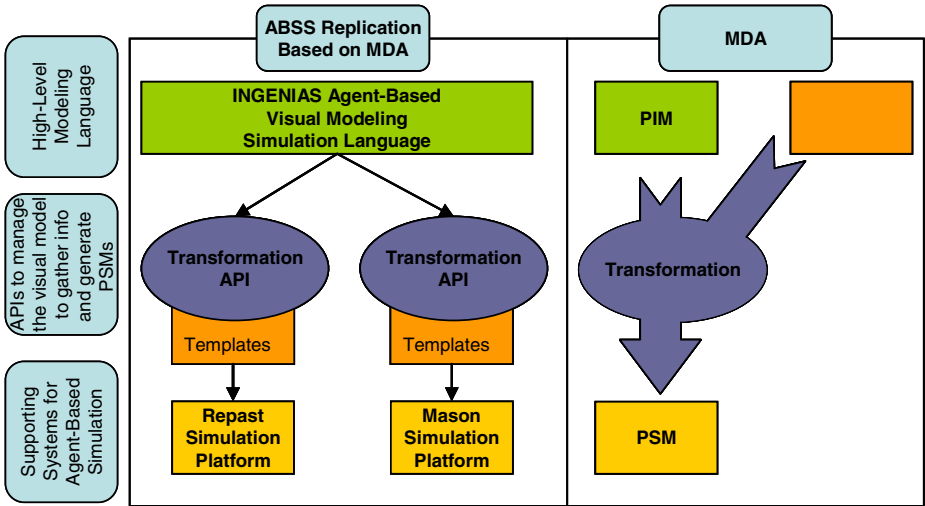 ABSS Replication
Based on MDA
MDA
High-Level
Modeling
Language
INGENIAS Agent-Based
Visual Modeling
Simulation Language
PIM
APIs to manage
the visual model
to gather info
and generate
PSMs
Transformation
API
Transformation
API
Transformation
Templates
Templates
Supporting
Systems for
Agent-Based
Simulation
Repast
Simulation
Platform
Mason
Simulation
Platform
PSM